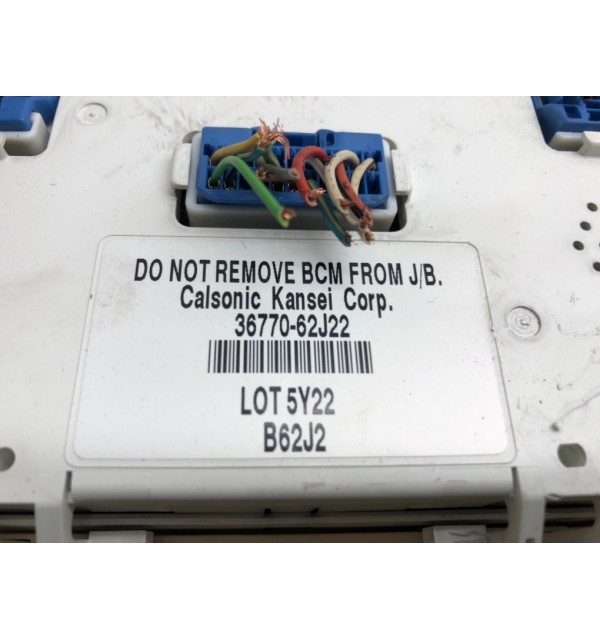 DO NOT REMOVE BCM FROM J/B.
Calsonic Kansei Corp.
36770-62J22
LOT 5Y22
B62J2